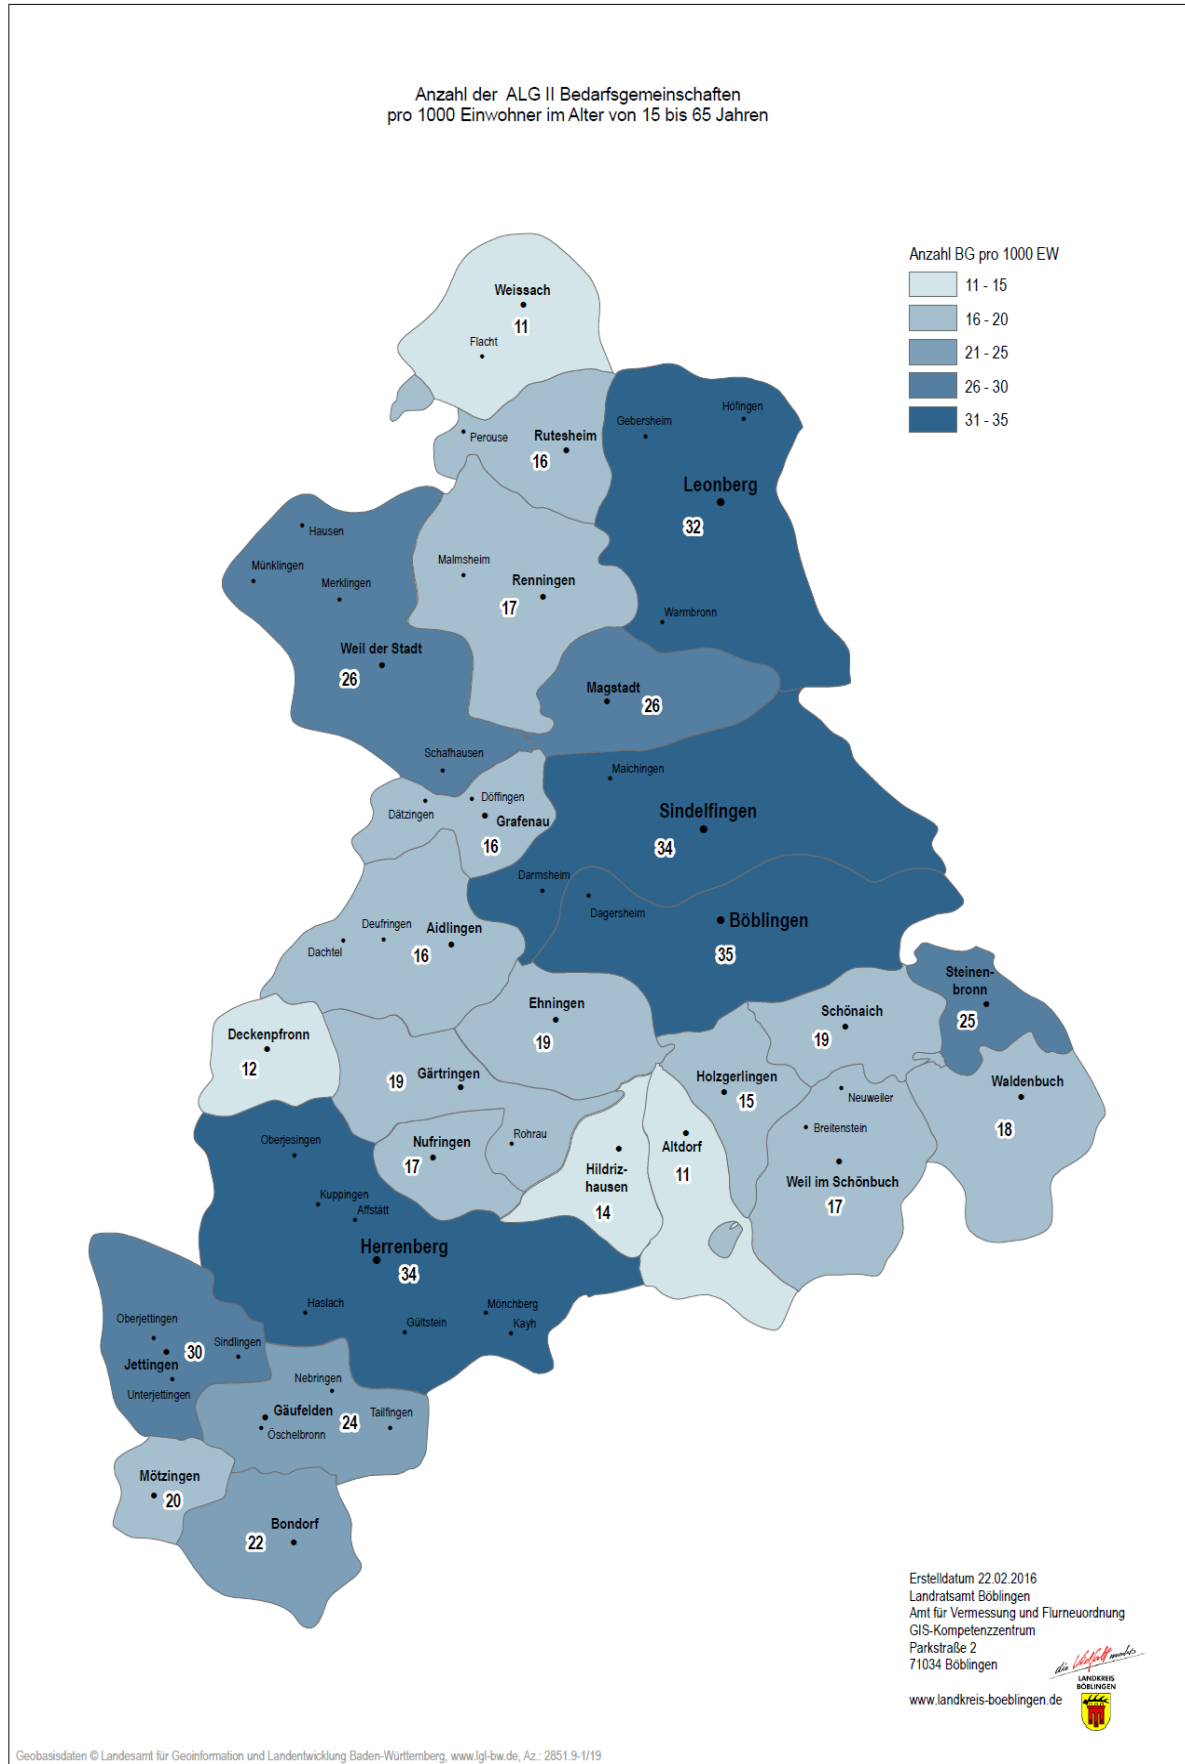 Anzahl der ALG II Bedarfsgemeinschaften
pro 1000 Einwohner im Alter von 15 bis 65 Jahren
Anzahl BG pro 1000 EW
11 - 15
16 - 20
21 - 25
26 - 30
31 - 35
Weissach
11
Flacht
Perouse
Rutesheim
16
Gebersheim
Höfingen
Leonberg
32
Warmbronn
Hausen
Münklingen
Merklingen
Weil der Stadt
26
Schafhausen
Malmsheim
Renningen
17
Magstadt
26
Maichingen
Sindelfingen
34
Darmsheim
Dätzingen
Döffingen
Grafenau
16
Dagersheim
Böblingen
35
Deufringen
Dachtel
Aidlingen
16
Ehningen
19
Schönaich
19
Steinen-
bronn
25
Deckenpfronn
12
19
Gärtringen
Rohrau
Holzgerlingen
15
Neuweiler
Breitenstein
Weil im Schönbuch
17
Waldenbuch
18
Nufringen
17
Hildriz-
hausen
14
Altdorf
11
Oberjesingen
Kuppingen
Affstätt
Herrenberg
34
Haslach
Gültstein
Mönchberg
Kayh
Oberjettingen
Sindlingen
Jettingen
30
Unterjettingen
Nebringen
Gäufelden
24
Tailfingen
Öschelbronn
Mötzingen
20
Bondorf
22
Erstelldatum 22.02.2016
Landratsamt Böblingen
Amt für Vermessung und Flurneuordnung
GIS-Kompetenzzentrum
Parkstraße 2
71034 Böblingen
www.landkreis-boeblingen.de
die Vielfalt machts
LANDKREIS
BÖBLINGEN
Geobasisdaten © Landesamt für Geoinformation und Landentwicklung Baden-Württemberg, www.lgl-bw.de, Az.: 2851.9-1/19